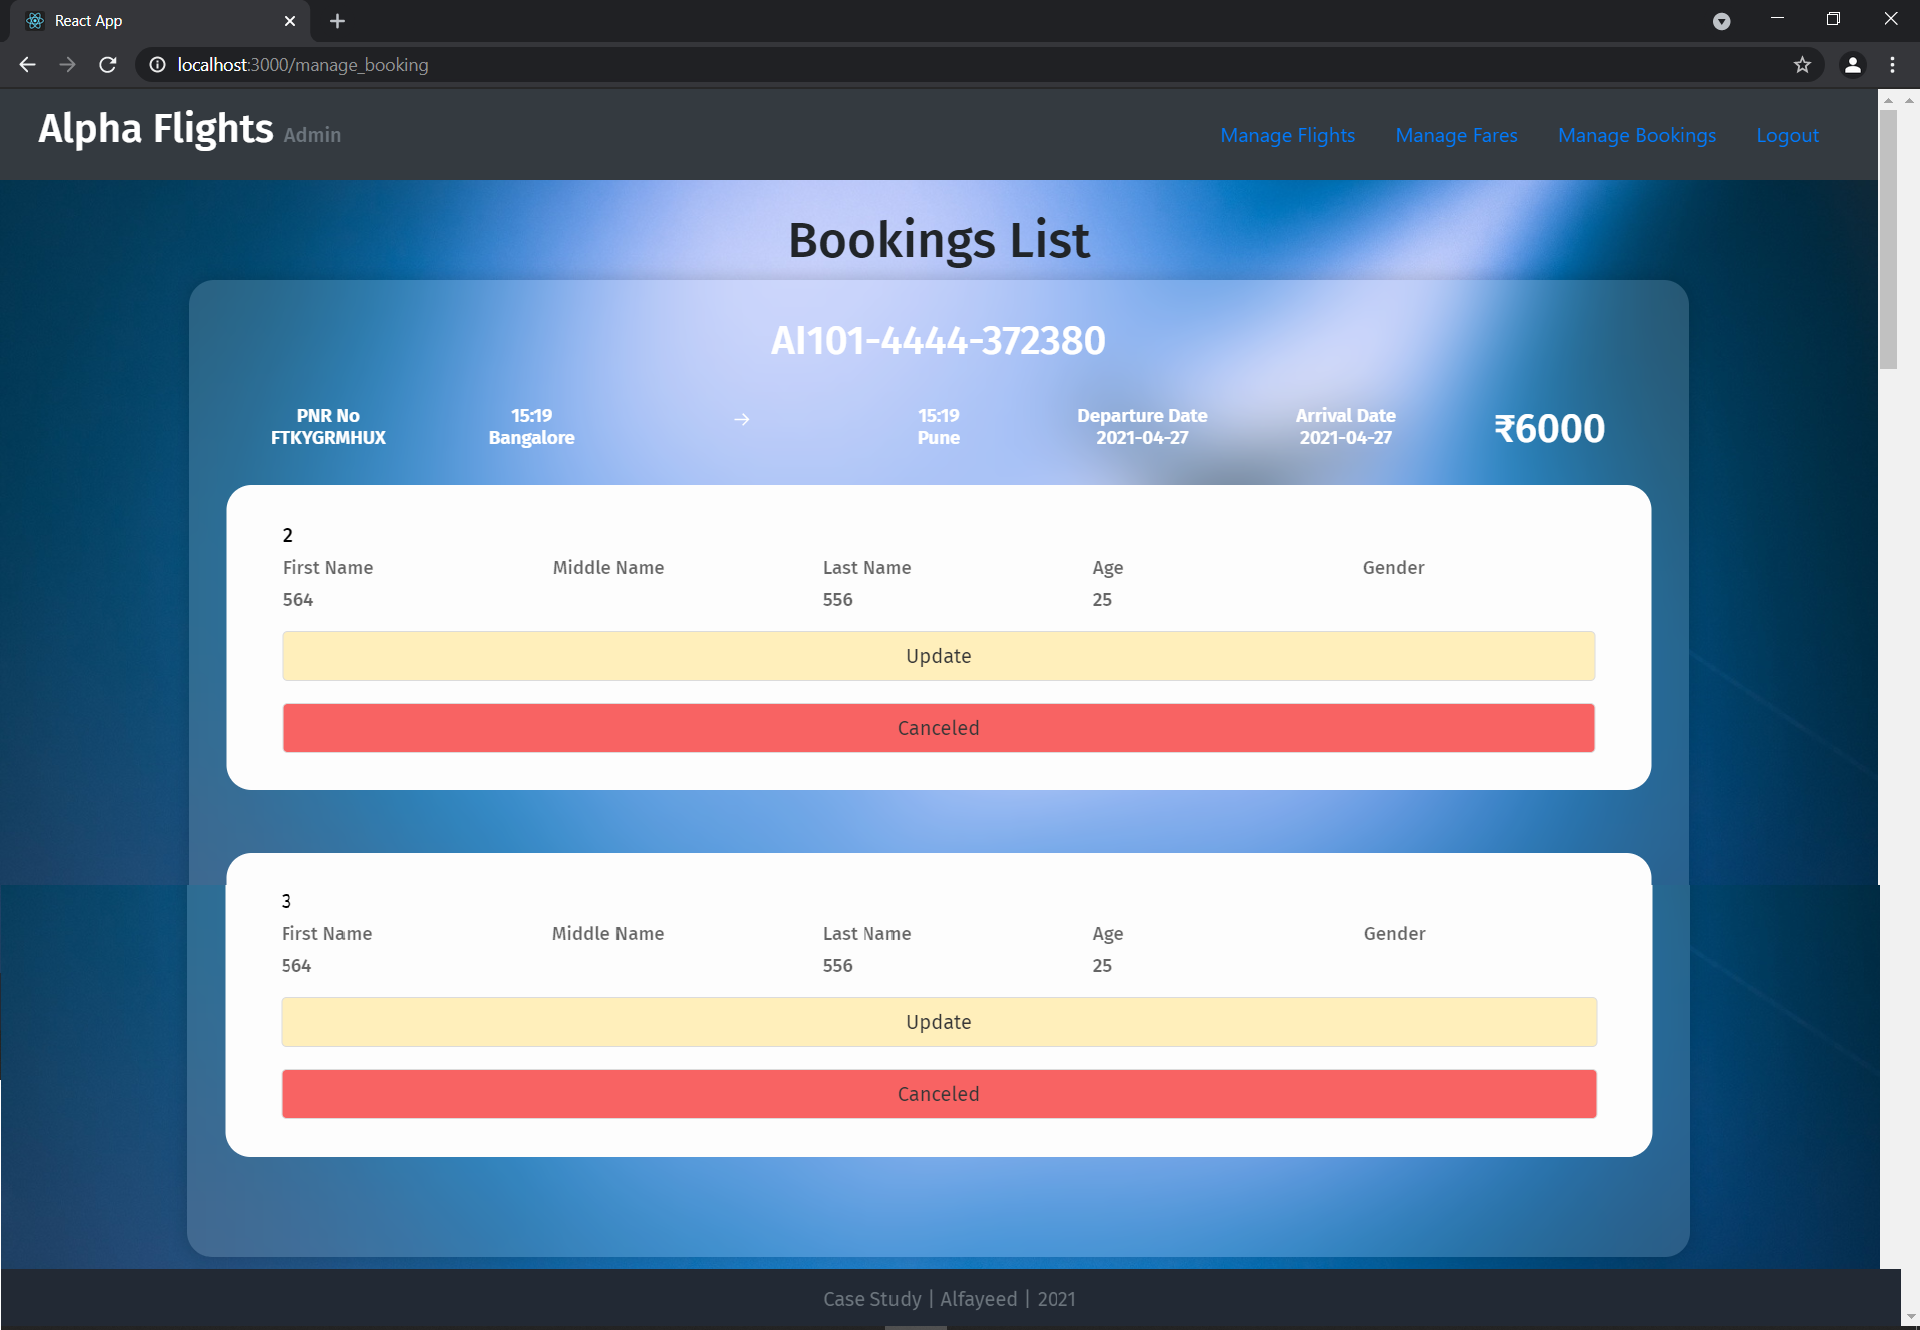 React App
localhost:3000/manage_booking
Alpha Flights Admin
Manage Flights Manage Fares Manage Bookings Logout
Bookings List
AI101-4444-372380
PNR No 15:19 → 15:19 Departure Date Arrival Date ₹6000
FTKYGRMHUX Bangalore Pune 2021-04-27 2021-04-27
2
First Name Middle Name Last Name Age Gender
564 556 25
Update
Canceled
3
First Name Middle Name Last Name Age Gender
564 556 25
Update
Canceled
Case Study | Alfayeed | 2021